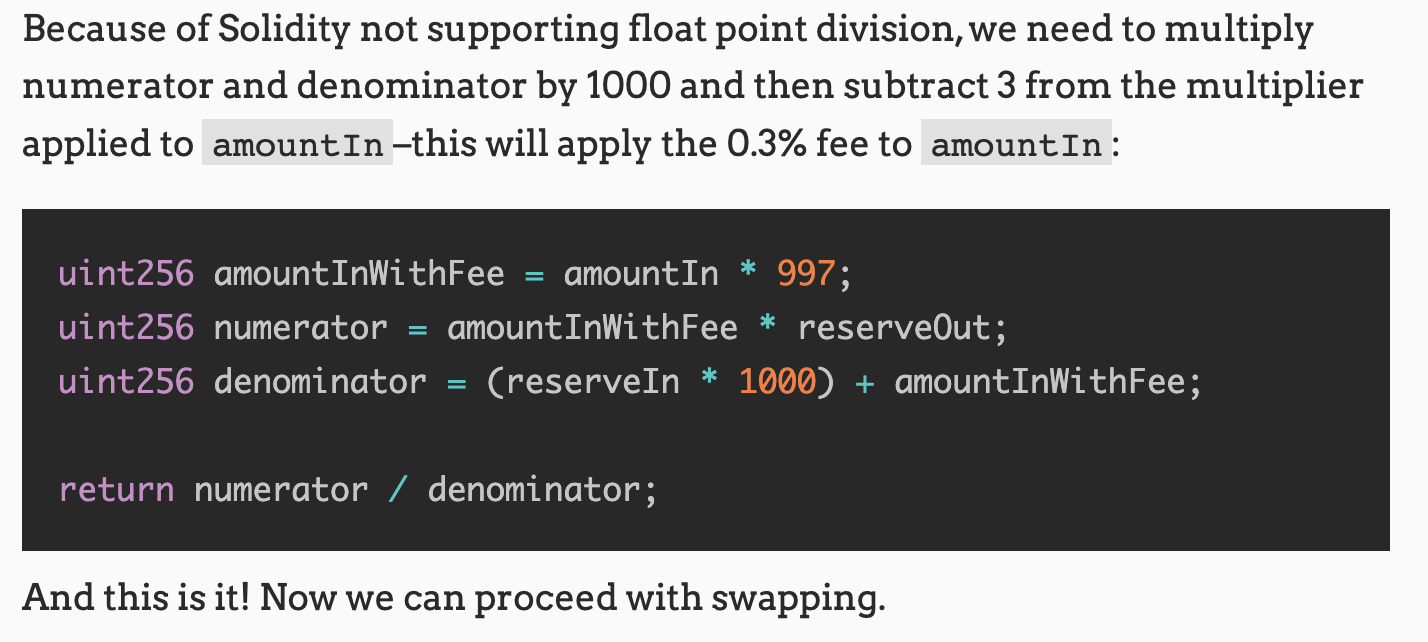 Because of Solidity not supporting float point division, we need to multiply
numerator and denominator by 1000 and then subtract 3 from the multiplier
applied to amountIn–this will apply the 0.3% fee to amountIn:
uint256 amountInWithFee = amountIn * 997;
uint256 numerator = amountInWithFee * reserveOut;
uint256 denominator = (reserveIn * 1000) + amountInWithFee;
return numerator / denominator;
And this is it! Now we can proceed with swapping.